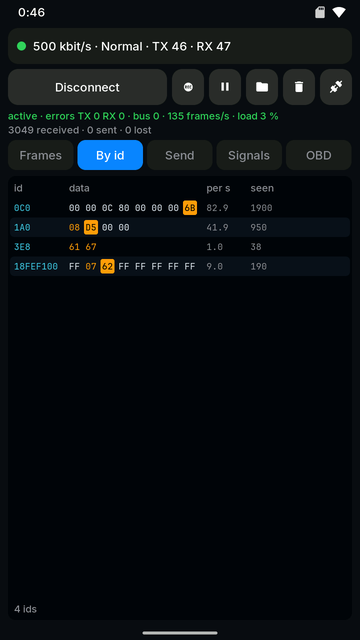 0:46
500 kbit/s · Normal · TX 46 · RX 47
Disconnect
active · errors TX 0 RX 0 · bus 0 · 135 frames/s · load 3 %
3049 received · 0 sent · 0 lost
Frames By id Send Signals OBD
id data per s seen
0C0 00 00 0C 80 00 00 00 6B 82.9 1900
1A0 08 D5 00 00 41.9 950
3E8 61 67 1.0 38
18FEF100 FF 07 62 FF FF FF FF FF 9.0 190
4 ids